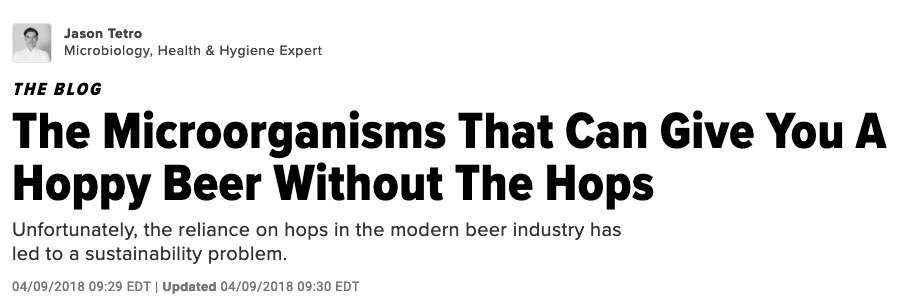 Jason Tetro
Microbiology, Health & Hygiene Expert
THE BLOG
The Microorganisms That Can Give You A
Hoppy Beer Without The Hops
Unfortunately, the reliance on hops in the modern beer industry has
led to a sustainability problem.
04/09/2018 09:29 EDT | Updated 04/09/2018 09:30 EDT